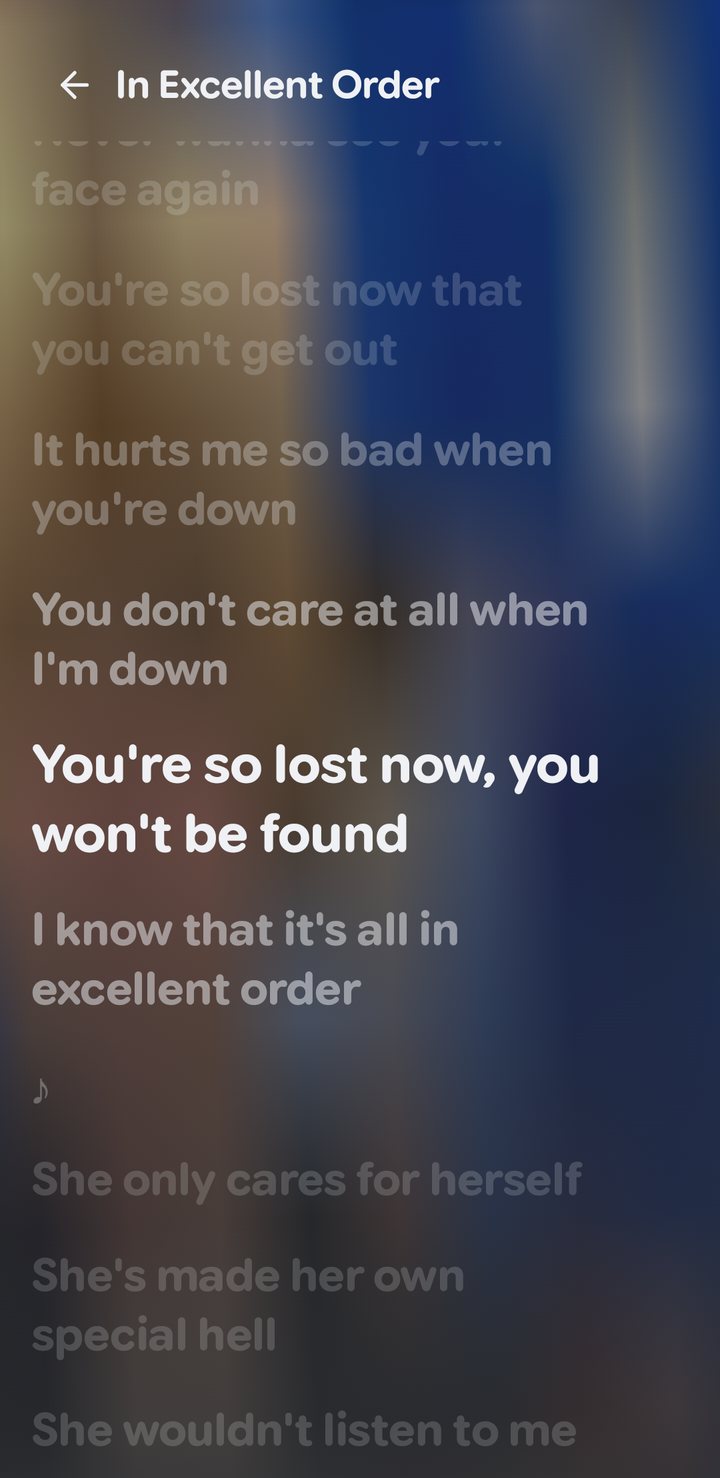 In Excellent Order
face again
You're so lost now that
you can't get out
It hurts me so bad when
you're down
You don't care at all when
I'm down
You're so lost now, you
won't be found
I know that it's all in
excellent order
♪
She only cares for herself
She's made her own
special hell
She wouldn't listen to me